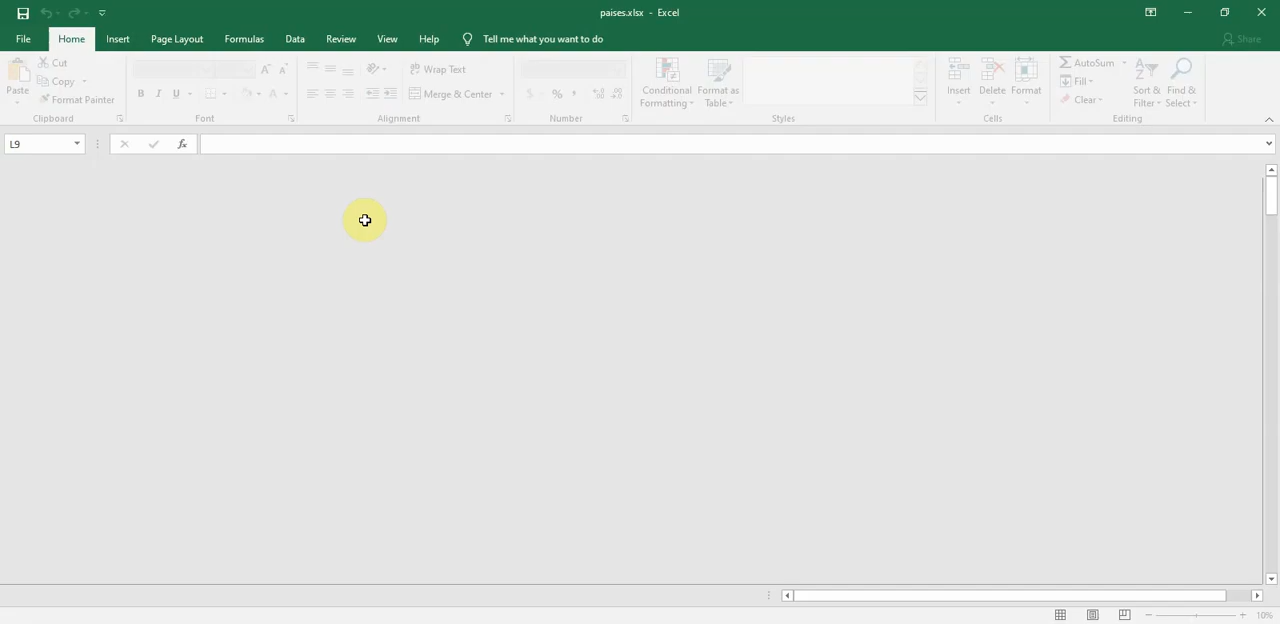 paises.xlsx - Excel
File Home Insert Page Layout Formulas Data Review View Help Tell me what you want to do Share
Paste
Cut
Copy
Format Painter
Clipboard
B I U A A A
Font
Wrap Text
Merge & Center
Alignment
$ % ,
Number
Conditional Formatting
Format as Table
Styles
Insert
Delete
Format
Cells
AutoSum
Fill
Clear
Sort & Filter
Find & Select
Editing
L9
fx
10%